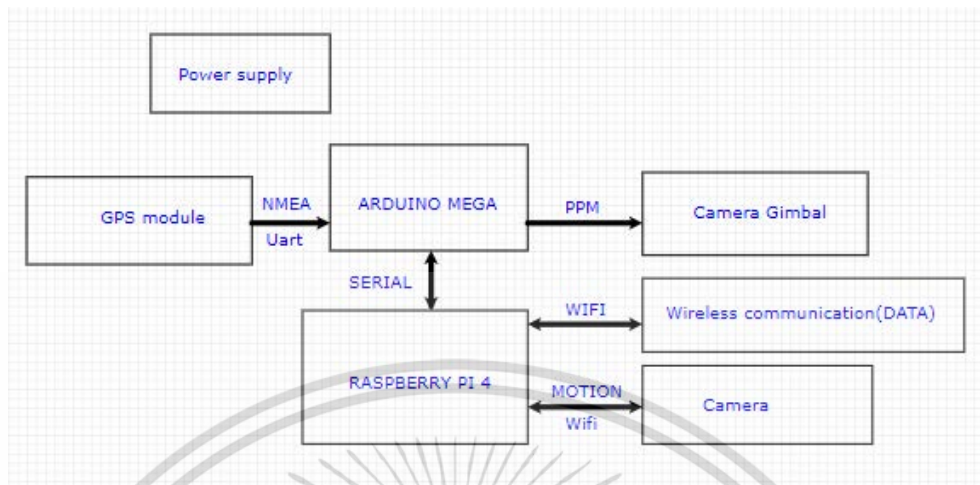 Power supply
GPS module
NMEA
Uart
ARDUINO MEGA
PPM
Camera Gimbal
SERIAL
RASPBERRY PI 4
WIFI
Wireless communication(DATA)
MOTION
Wifi
Camera